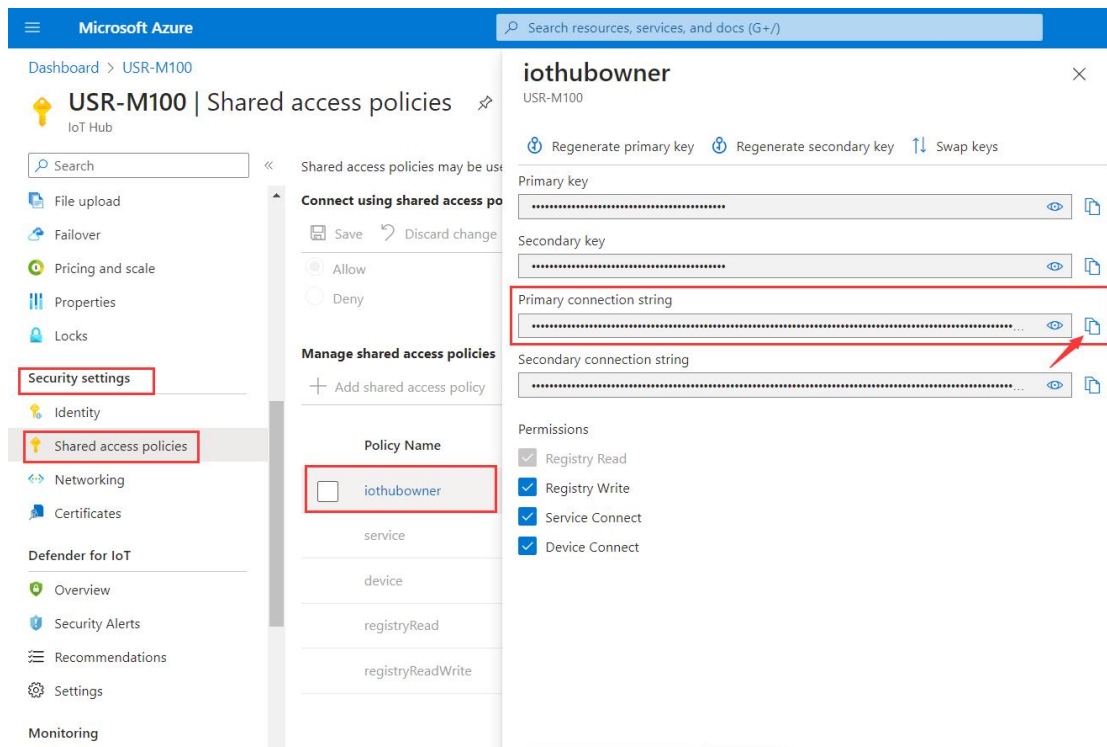 Microsoft Azure
Search resources, services, and docs (G+/)
Dashboard > USR-M100
USR-M100 | Shared access policies
IoT Hub
Search
«
File upload
Failover
Pricing and scale
Properties
Locks
Security settings
Identity
Shared access policies
Networking
Certificates
Defender for IoT
Overview
Security Alerts
Recommendations
Settings
Monitoring
Shared access policies may be use
Connect using shared access po
Save
Discard change
Allow
Deny
Manage shared access policies
Add shared access policy
Policy Name
iothubowner
service
device
registryRead
registryReadWrite
iothubowner
USR-M100
Regenerate primary key
Regenerate secondary key
Swap keys
Primary key
Secondary key
Primary connection string
Secondary connection string
Permissions
Registry Read
Registry Write
Service Connect
Device Connect